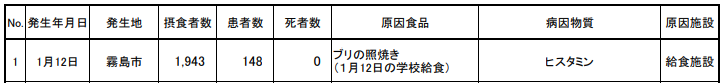 No. 発生年月日 発生地 摂食者数 患者数 死者数 原因食品 病因物質 原因施設
1 1月12日 霧島市 1,943 148 0 ブリの照焼き
（1月12日の学校給食） ヒスタミン 給食施設